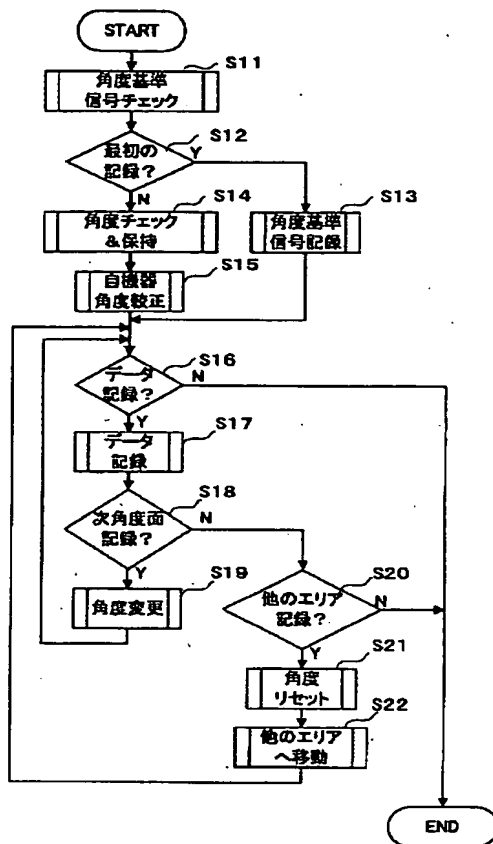 START
S11
角度基準
信号チェック
S12
最初の
記録?
Y
N
S14
角度チェック
&保持
S13
角度基準
信号記録
S15
自機器
角度較正
S16
データ
記録?
N
Y
S17
データ
記録
S18
次角度面
記録?
N
Y
S19
角度変更
S20
他のエリア
記録?
N
Y
S21
角度
リセット
S22
他のエリア
へ移動
END